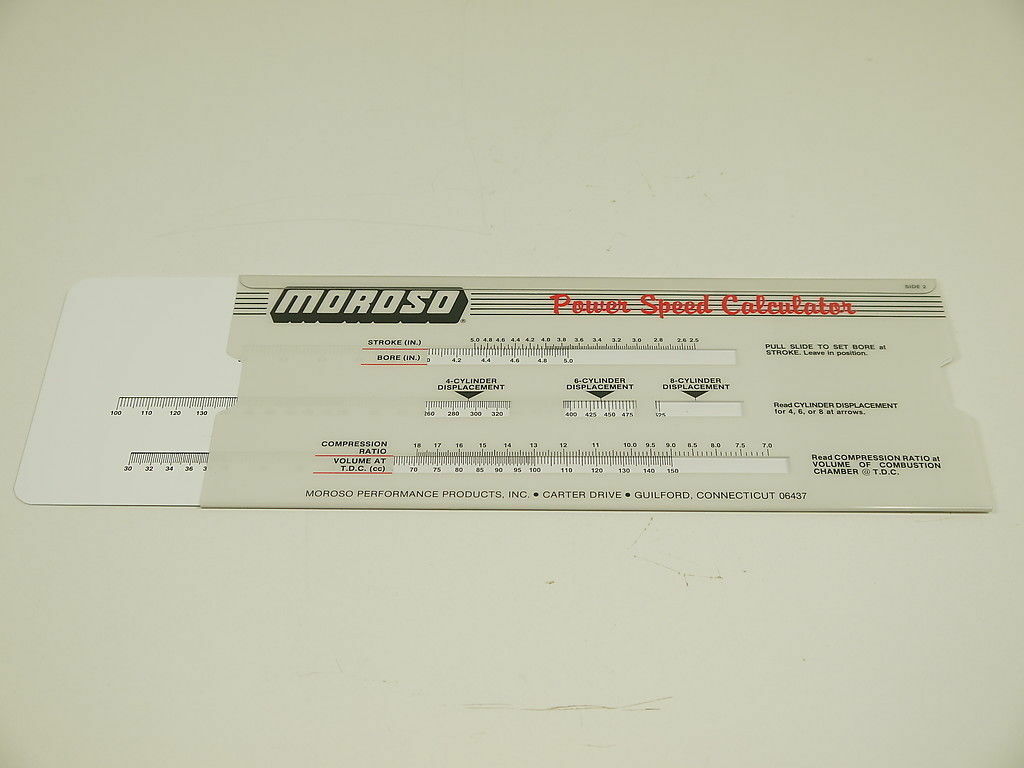 SIDE 2
MOROSO
Power Speed Calculator
STROKE (IN.)
5.0 4.8 4.6 4.4 4.2 4.0 3.8 3.6 3.4 3.2 3.0 2.8 2.6 2.5
BORE (IN.)
0 4.2 4.4 4.6 4.8 5.0
PULL SLIDE TO SET BORE at
STROKE. Leave in position.
4-CYLINDER
DISPLACEMENT
6-CYLINDER
DISPLACEMENT
8-CYLINDER
DISPLACEMENT
100 110 120 130
260 280 300 320
400 425 450 475
525
Read CYLINDER DISPLACEMENT
for 4, 6, or 8 at arrows.
COMPRESSION
RATIO
18 17 16 15 14 13 12 11 10.0 9.5 9.0 8.5 8.0 7.5 7.0
VOLUME AT
T.D.C. (cc)
30 32 34 36 3
70 75 80 85 90 95 100 110 120 130 140 150
Read COMPRESSION RATIO at
VOLUME OF COMBUSTION
CHAMBER @ T.D.C.
MOROSO PERFORMANCE PRODUCTS, INC. ● CARTER DRIVE ● GUILFORD, CONNECTICUT 06437